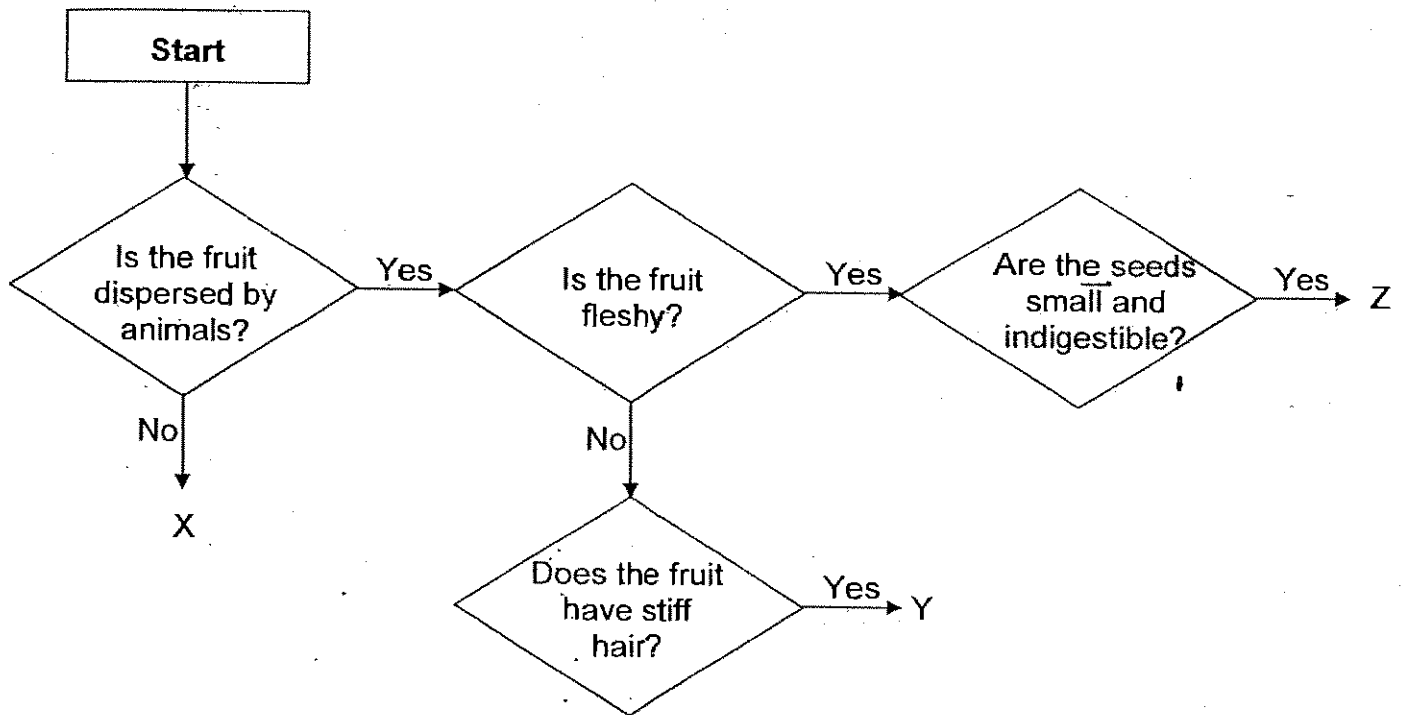 Start
Is the fruit
dispersed by
animals?
Yes
Is the fruit
fleshy?
Yes
Are the seeds
small and
indigestible?
Yes
Z
No
X
No
Does the fruit
have stiff
hair?
Yes
Y